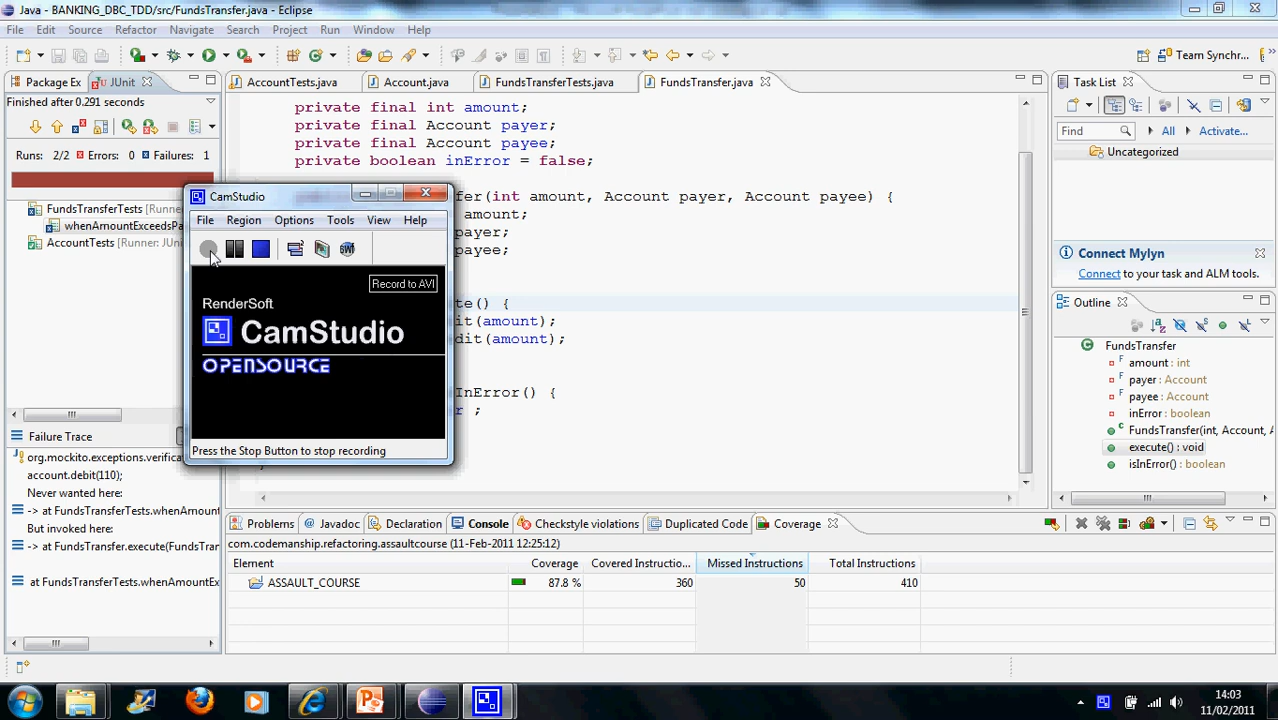 Java - BANKING_DBC_TDD/src/FundsTransfer.java - Eclipse
File Edit Source Refactor Navigate Search Project Run Window Help
Team Synchr...
Package Ex JUnit
Finished after 0.291 seconds
Runs: 2/2 Errors: 0 Failures: 1
FundsTransferTests [Runner
whenAmountExceedsPa
AccountTests [Runner: JUni
Failure Trace
org.mockito.exceptions.verifica
account.debit(110);
Never wanted here:
-> at FundsTransferTests.whenAmoun
But invoked here:
-> at FundsTransfer.execute(FundsTran
at FundsTransferTests.whenAmountEx
AccountTests.java Account.java FundsTransferTests.java FundsTransfer.java
private final int amount;
private final Account payer;
private final Account payee;
private boolean inError = false;
fer(int amount, Account payer, Account payee) {
amount;
payer;
payee;
te() {
it(amount);
dit(amount);
InError() {
r ;
CamStudio
File Region Options Tools View Help
Record to AVI
RenderSoft
CamStudio
OPENSOURCE
Press the Stop Button to stop recording
Problems Javadoc Declaration Console Checkstyle violations Duplicated Code Coverage
com.codemanship.refactoring.assaultcourse (11-Feb-2011 12:25:12)
Element Coverage Covered Instructio... Missed Instructions Total Instructions
ASSAULT_COURSE 87.8 % 360 50 410
Task List
Find All Activate...
Uncategorized
Connect Mylyn
Connect to your task and ALM tools.
Outline
FundsTransfer
amount : int
payer : Account
payee : Account
inError : boolean
FundsTransfer(int, Account, A
execute() : void
isInError() : boolean
14:03
11/02/2011